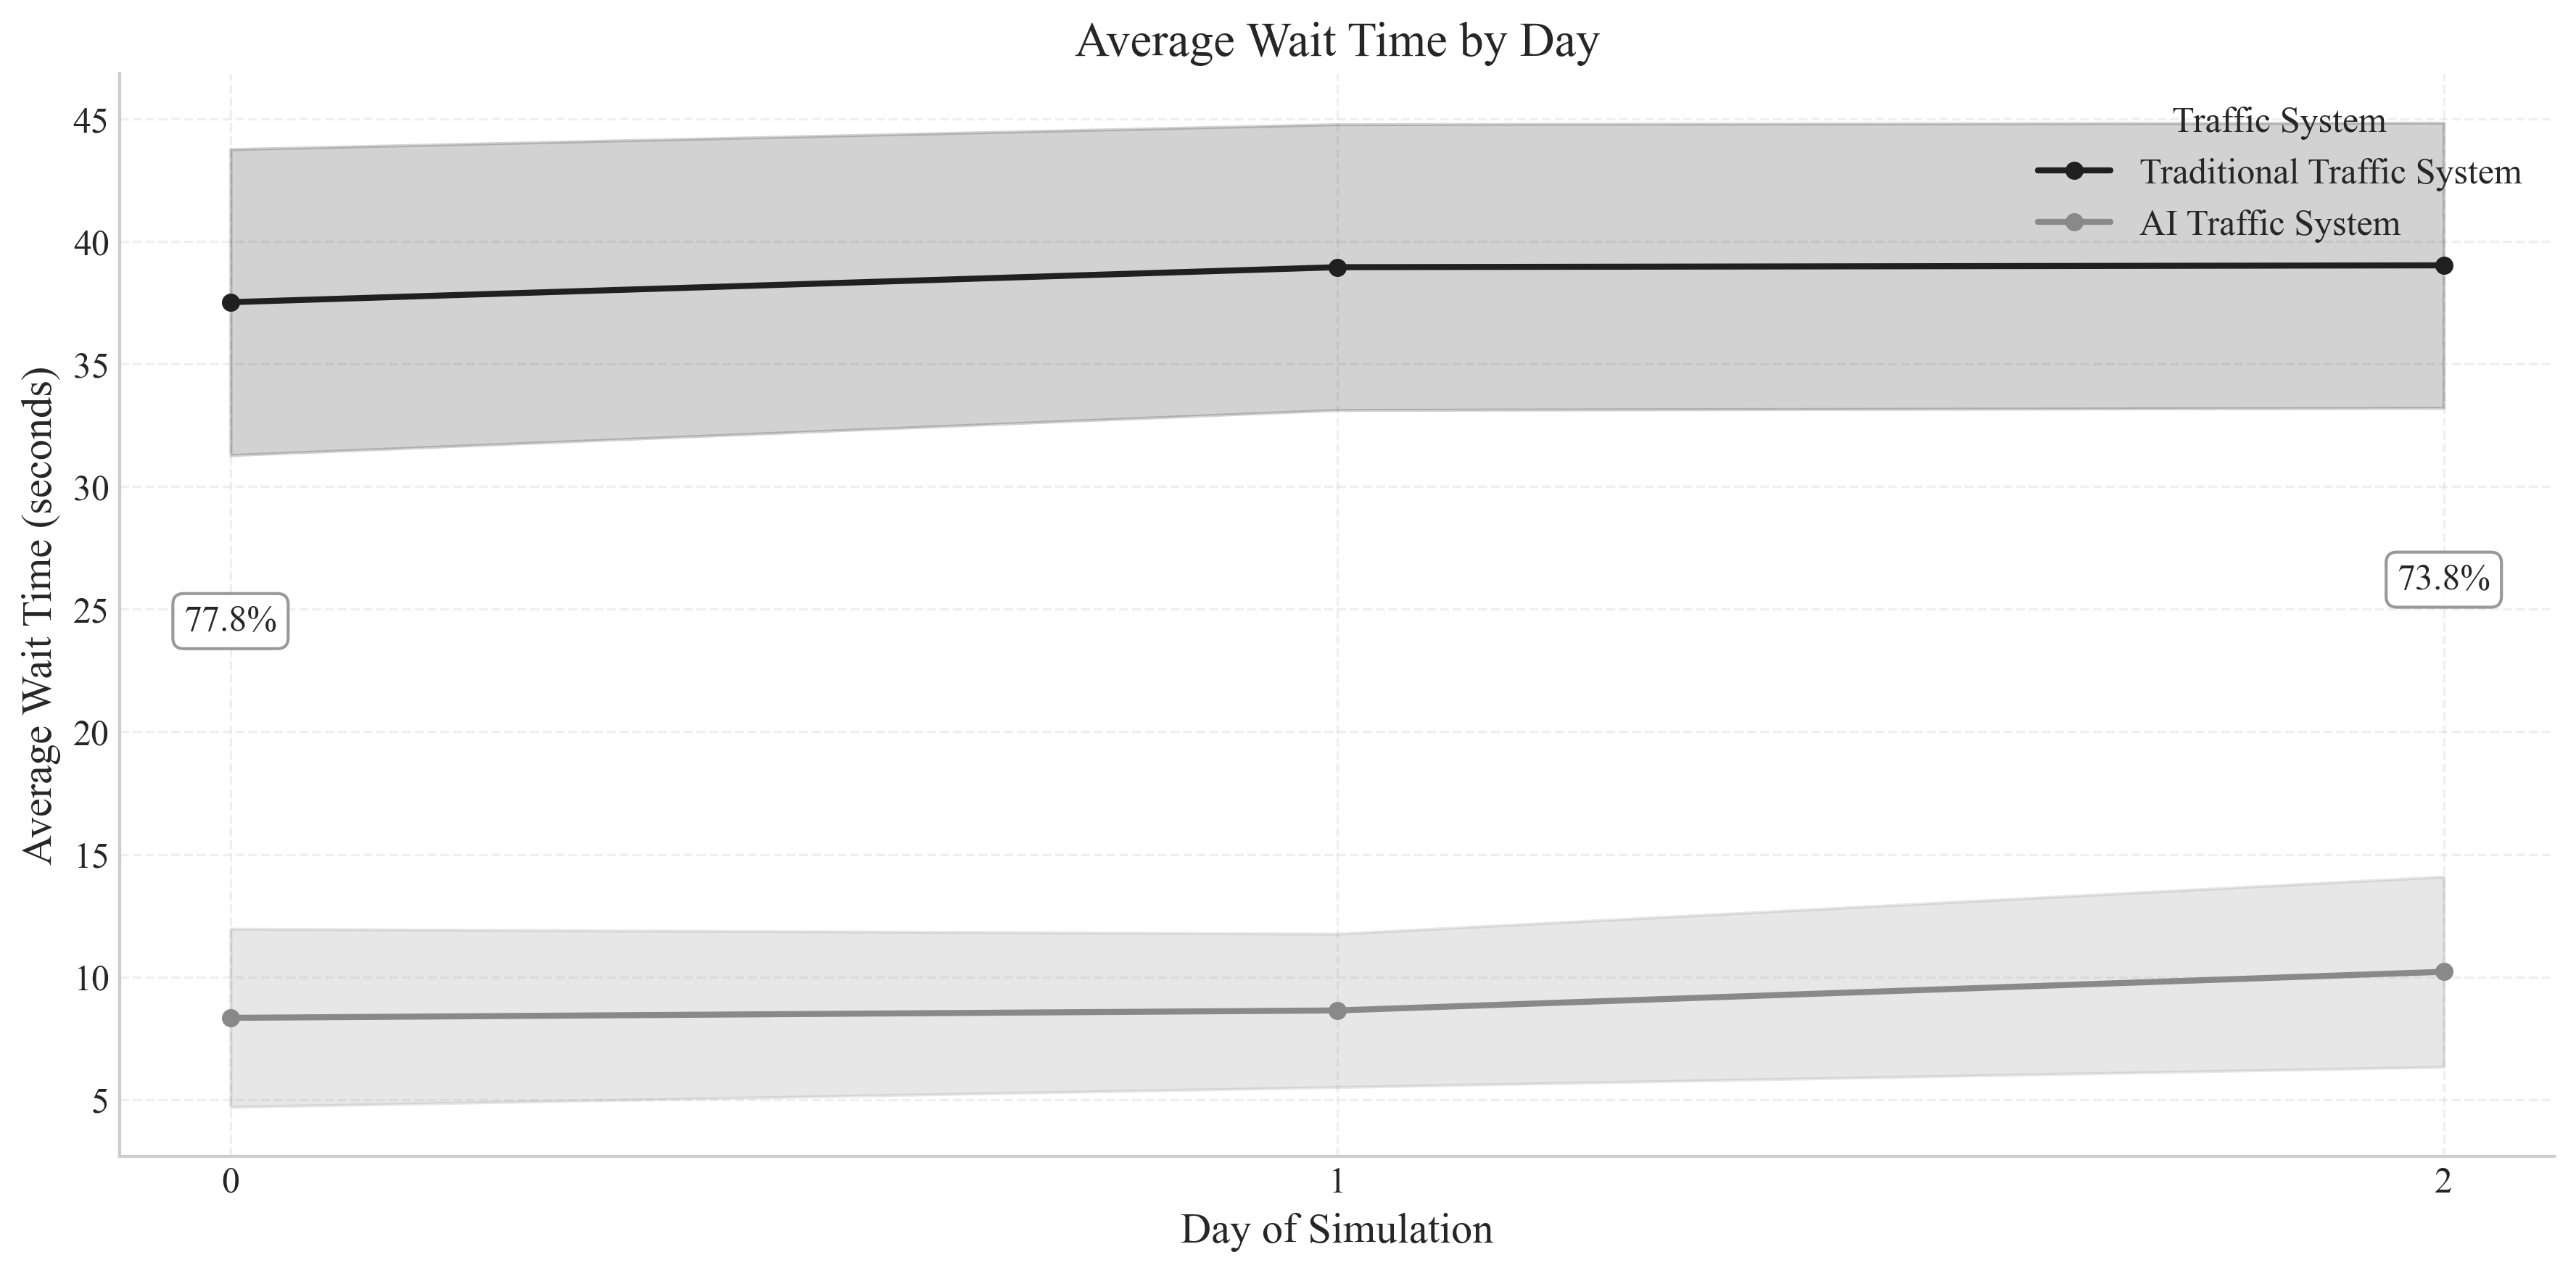 Average Wait Time by Day
Average Wait Time (seconds)
45
40
35
30
25
20
15
10
5
Traffic System
Traditional Traffic System
AI Traffic System
77.8%
73.8%
0
1
2
Day of Simulation